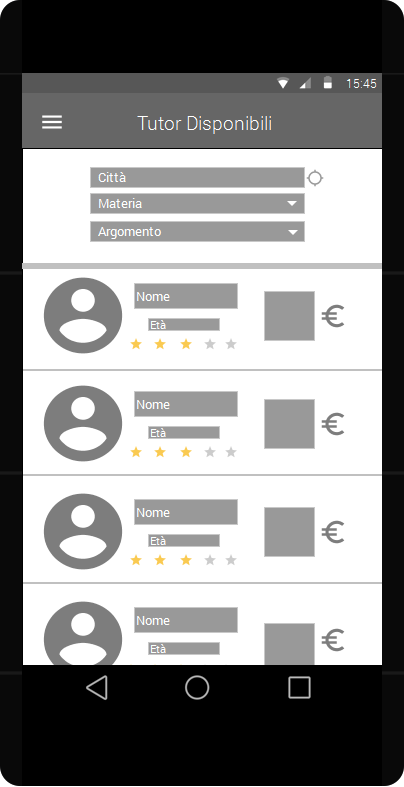 15:45
Tutor Disponibili
Città
Materia
Argomento
Nome
Età
€
Nome
Età
€
Nome
Età
€
Nome
Età
€